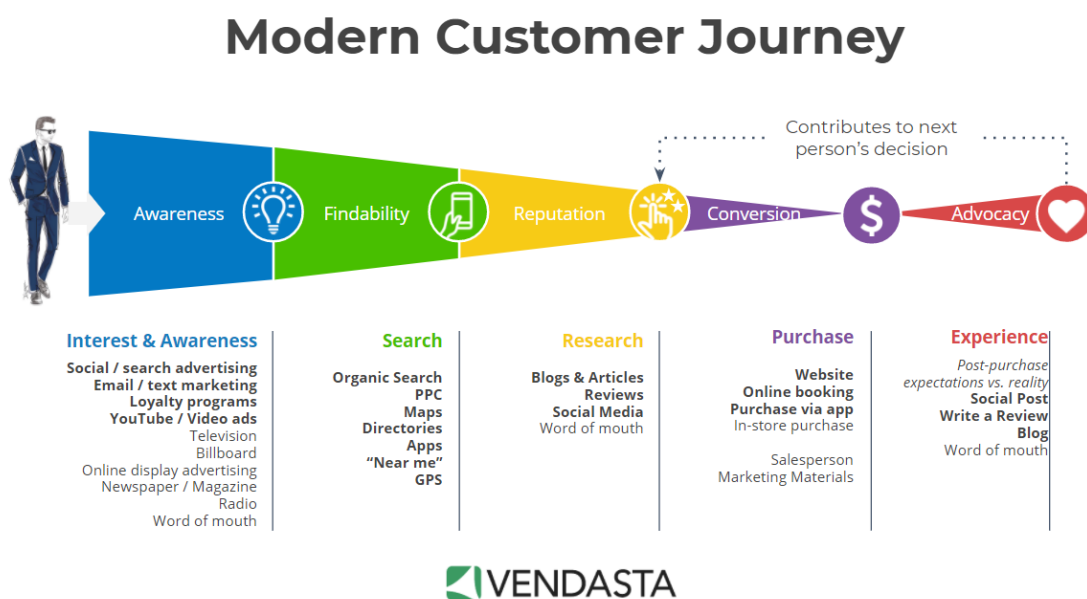 Modern Customer Journey
Contributes to next
person's decision
Awareness
Findability
Reputation
Conversion
$
Advocacy
Interest & Awareness
Social / search advertising
Email / text marketing
Loyalty programs
YouTube / Video ads
Television
Billboard
Online display advertising
Newspaper / Magazine
Radio
Word of mouth
Search
Organic Search
PPC
Maps
Directories
Apps
“Near me”
GPS
Research
Blogs & Articles
Reviews
Social Media
Word of mouth
Purchase
Website
Online booking
Purchase via app
In-store purchase
Salesperson
Marketing Materials
Experience
Post-purchase
expectations vs. reality
Social Post
Write a Review
Blog
Word of mouth
VENDASTA